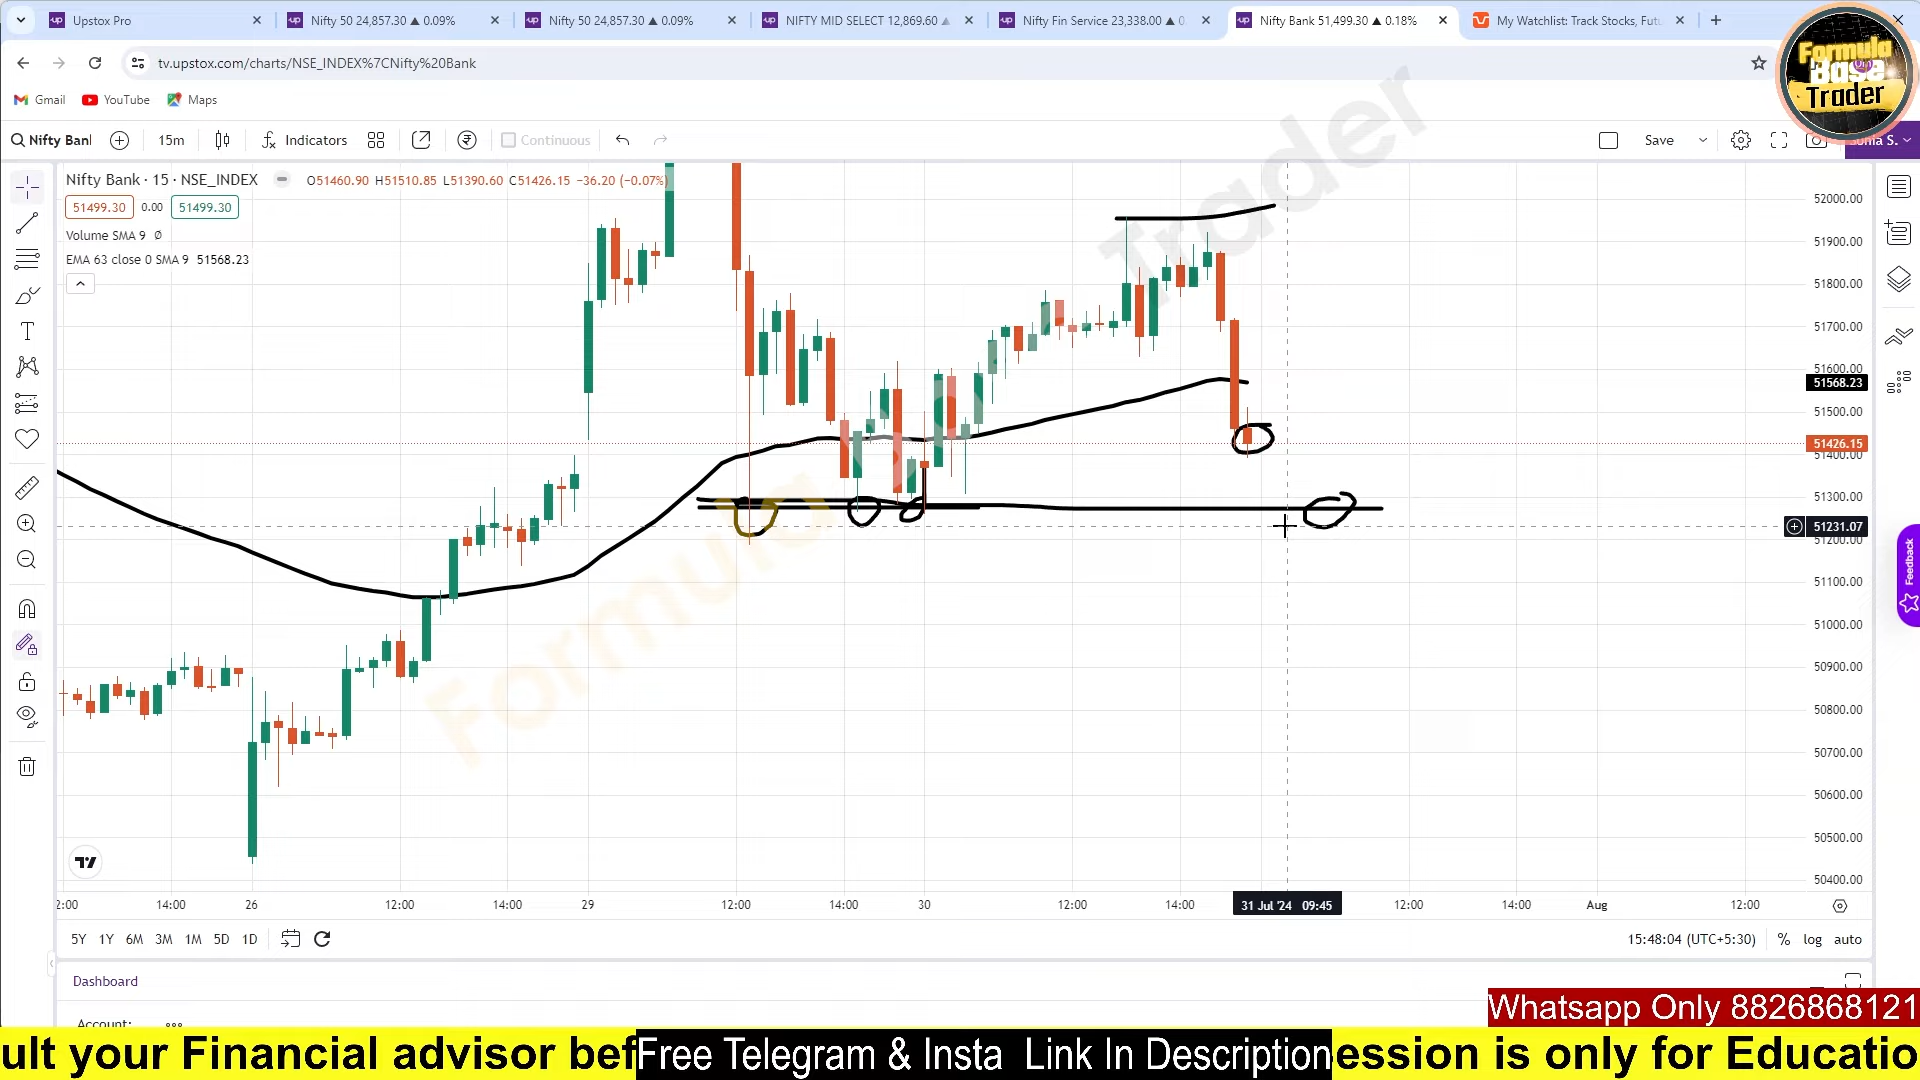 Upstox Pro
Nifty 50 24,857.30 ▲ 0.09%
Nifty 50 24,857.30 ▲ 0.09%
NIFTY MID SELECT 12,869.60 ▲
Nifty Fin Service 23,338.00 ▲ 0
Nifty Bank 51,499.30 ▲ 0.18%
My Watchlist: Track Stocks, Futu
tv.upstox.com/charts/NSE_INDEX%7CNifty%20Bank
Gmail
YouTube
Maps
Formula
Base
Trader
Nifty Bank
15m
Indicators
Continuous
Save
onia S.
Nifty Bank · 15 · NSE_INDEX
O51460.90 H51510.85 L51390.60 C51426.15 −36.20 (−0.07%)
51499.30 0.00 51499.30
Volume SMA 9 Ø
EMA 63 close 0 SMA 9 51568.23
Trader
Formula
52000.00
51900.00
51800.00
51700.00
51600.00
51568.23
51500.00
51426.15
51400.00
51300.00
51231.07
51200.00
51100.00
51000.00
50900.00
50800.00
50700.00
50600.00
50500.00
50400.00
Feedback
2:00 14:00 26 12:00 14:00 29 12:00 14:00 30 12:00 14:00 31 Jul '24 09:45 12:00 14:00 Aug 12:00
5Y 1Y 6M 3M 1M 5D 1D
15:48:04 (UTC+5:30) % log auto
Dashboard
Account:
Whatsapp Only 8826868121
ult your Financial advisor bef
Free Telegram & Insta Link In Description
ession is only for Educatio